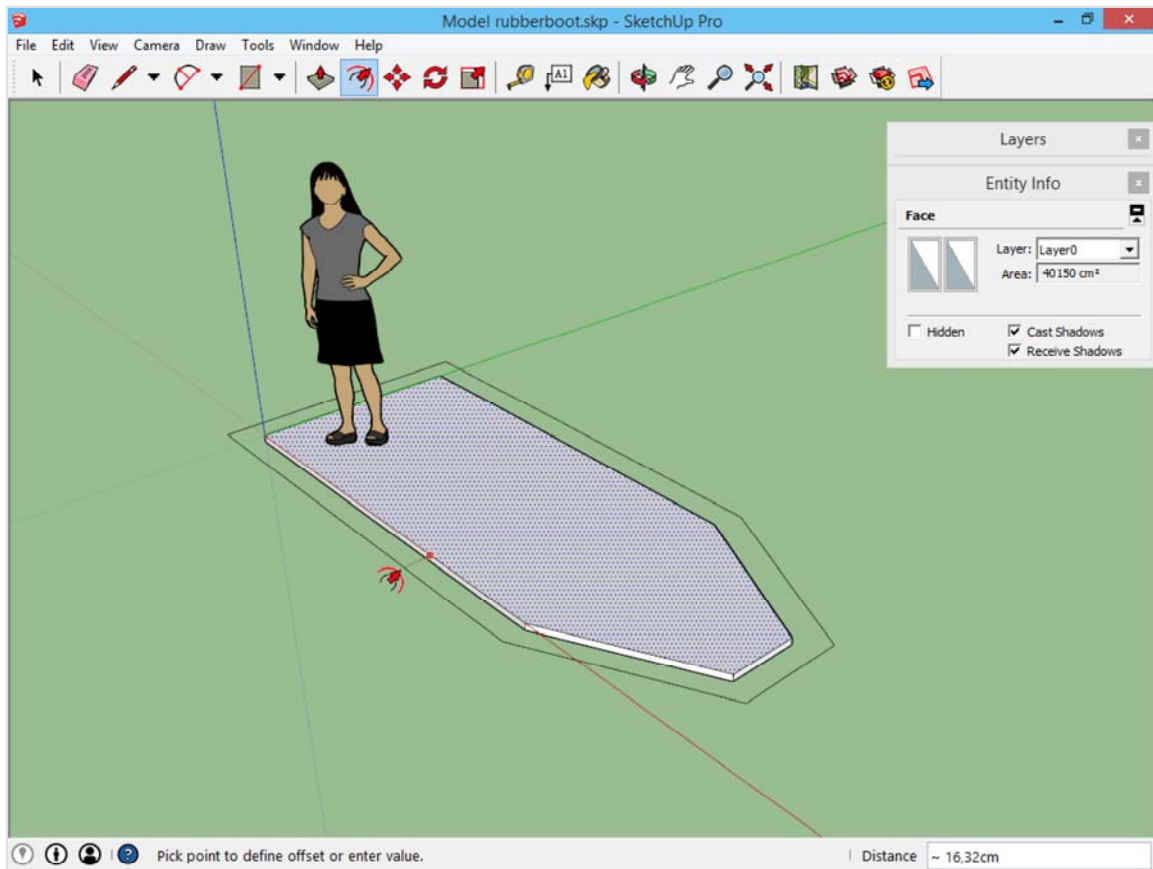 Model rubberboot.skp - SketchUp Pro
File Edit View Camera Draw Tools Window Help
A1
Layers
Entity Info
Face
Layer: Layer0
Area: 40150 cm²
Hidden Cast Shadows
Receive Shadows
Pick point to define offset or enter value. Distance ~ 16,32cm